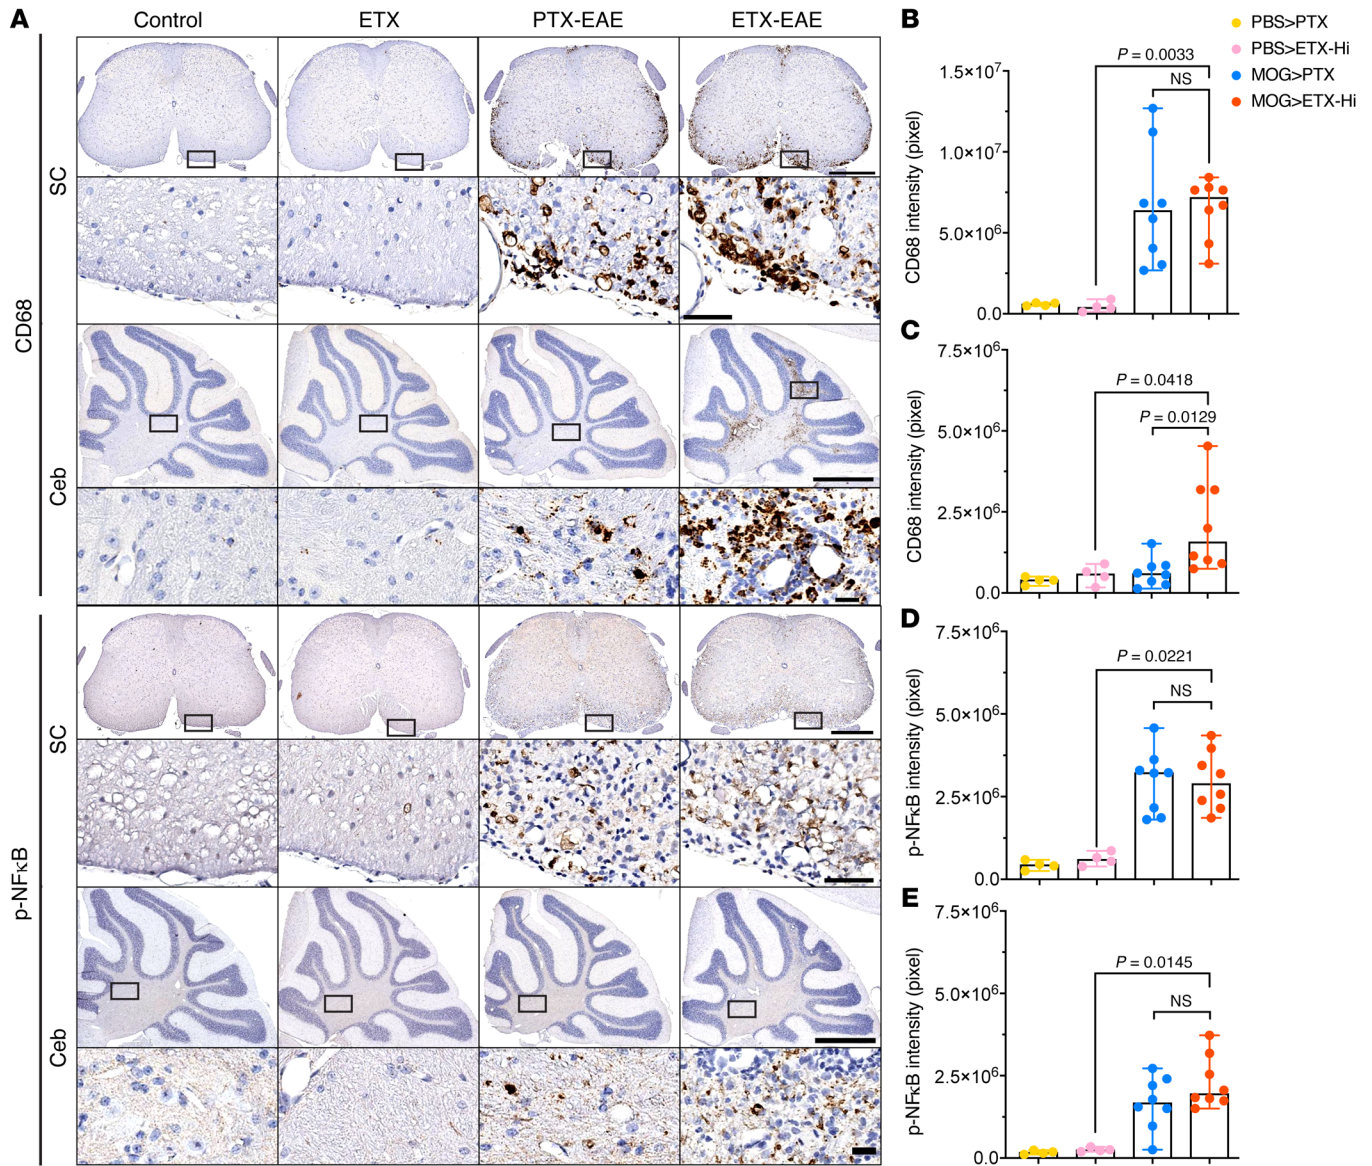 A
Control
ETX
PTX-EAE
ETX-EAE
CD68
SC
Ceb
p-NFκB
SC
Ceb
B
PBS>PTX
PBS>ETX-Hi
MOG>PTX
MOG>ETX-Hi
CD68 intensity (pixel)
1.5×10⁷
1.0×10⁷
5.0×10⁶
0.0
P = 0.0033
NS
C
CD68 intensity (pixel)
7.5×10⁶
5.0×10⁶
2.5×10⁶
0.0
P = 0.0418
P = 0.0129
D
p-NFκB intensity (pixel)
7.5×10⁶
5.0×10⁶
2.5×10⁶
0.0
P = 0.0221
NS
E
p-NFκB intensity (pixel)
7.5×10⁶
5.0×10⁶
2.5×10⁶
0.0
P = 0.0145
NS